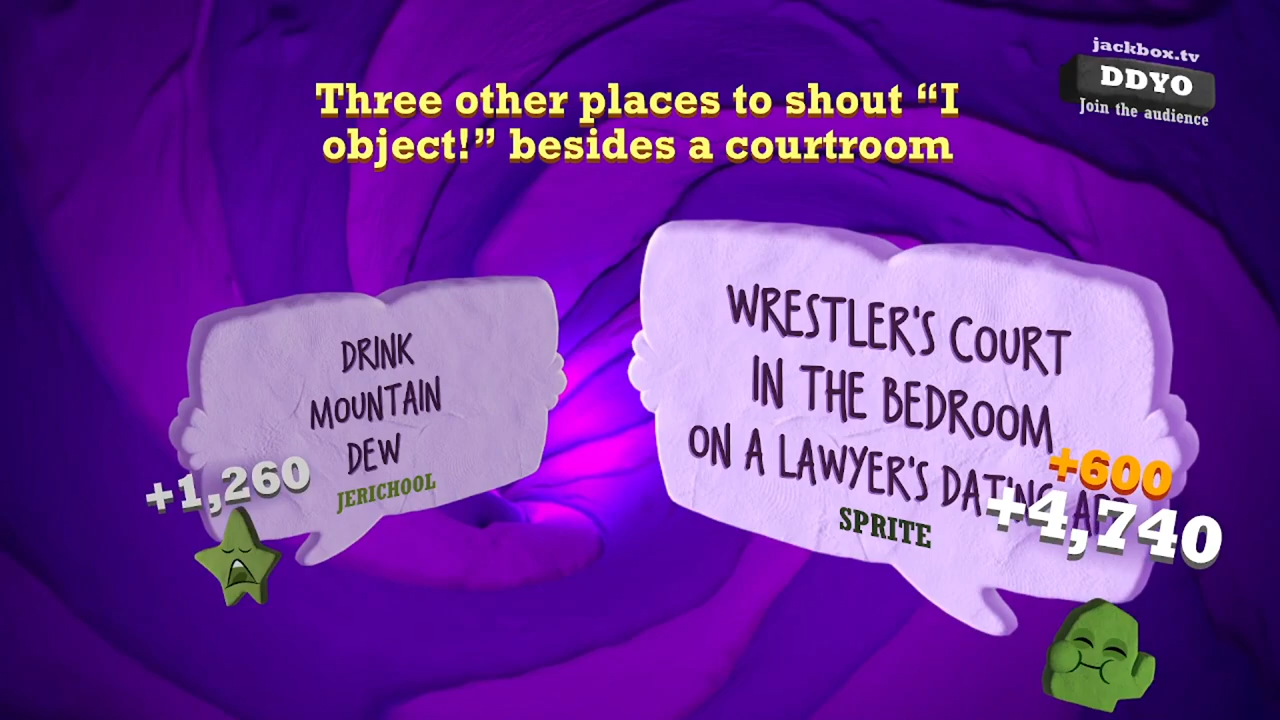 jackbox.tv
DDYO
Join the audience
Three other places to shout “I
object!” besides a courtroom
DRINK
MOUNTAIN
DEW
JERICHOOL
+1,260
WRESTLER'S COURT
IN THE BEDROOM
ON A LAWYER'S DATING
SPRITE
+600
+4,740